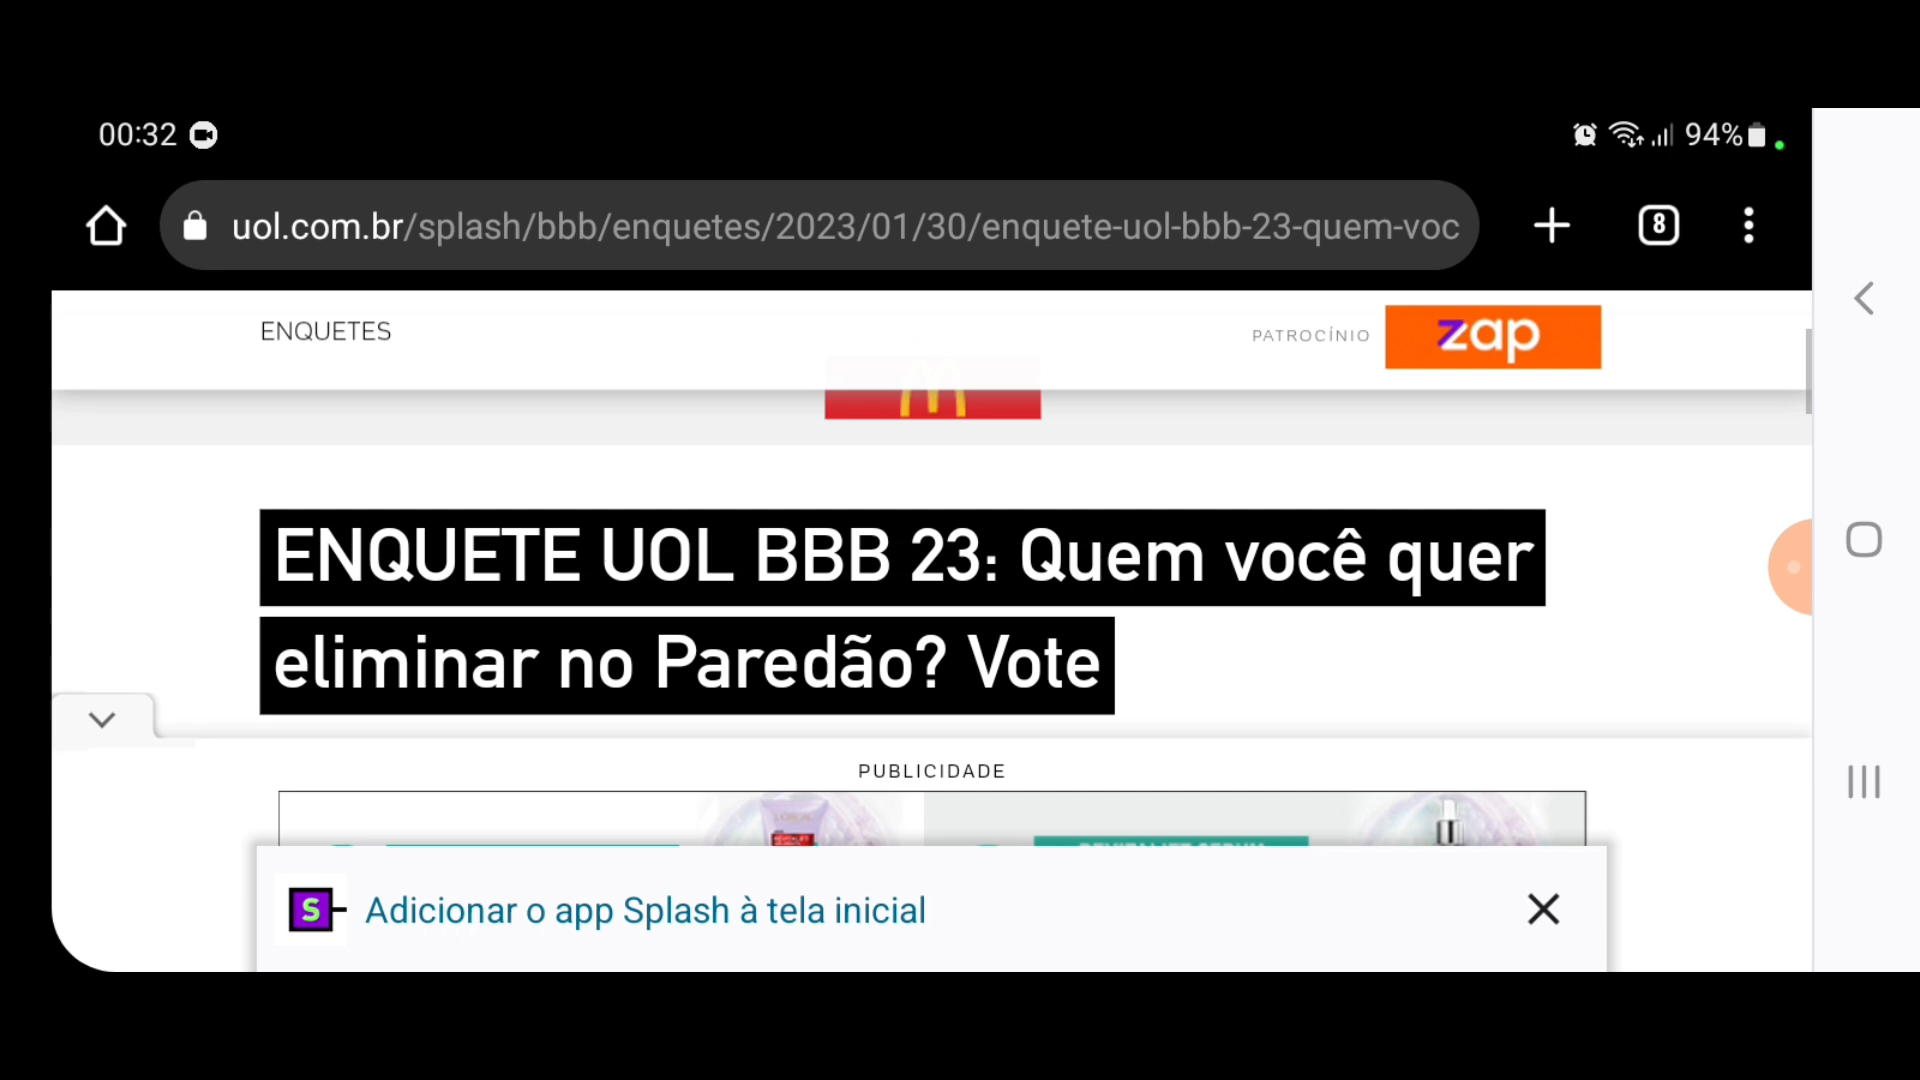 00:32
94%
uol.com.br/splash/bbb/enquetes/2023/01/30/enquete-uol-bbb-23-quem-voc
8
ENQUETES
PATROCÍNIO
zap
ENQUETE UOL BBB 23: Quem você quer
eliminar no Paredão? Vote
PUBLICIDADE
S
Adicionar o app Splash à tela inicial